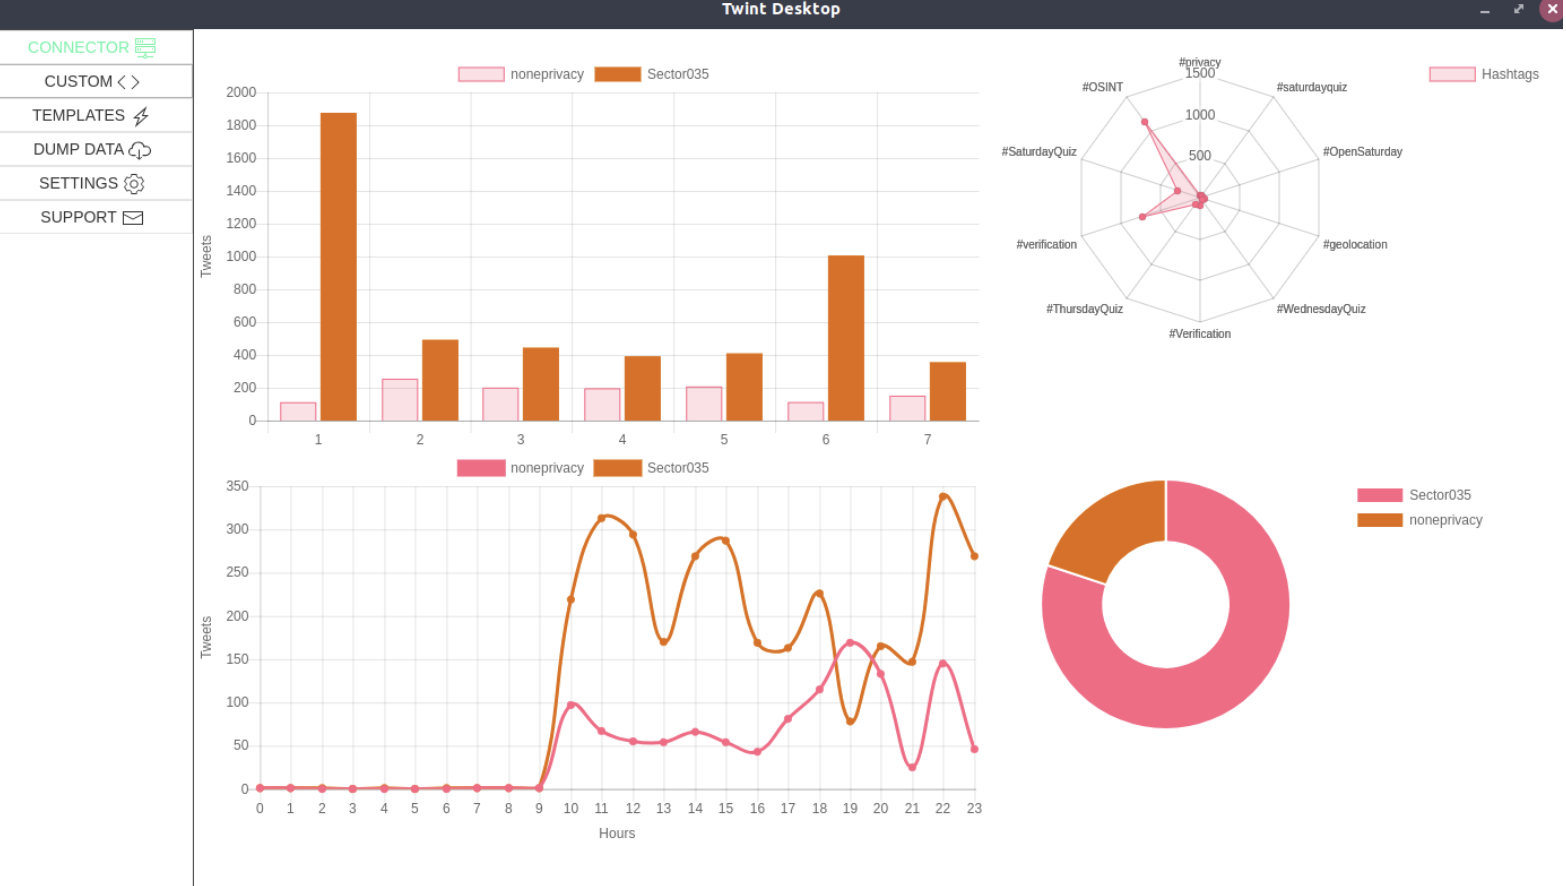 Twint Desktop
CONNECTOR
CUSTOM
TEMPLATES
DUMP DATA
SETTINGS
SUPPORT
noneprivacy Sector035
2000
1800
1600
1400
1200
1000
800
600
400
200
0
Tweets
1 2 3 4 5 6 7
Hashtags
#privacy
1500
1000
500
#saturdayquiz
#OpenSaturday
#geolocation
#WednesdayQuiz
#Verification
#ThursdayQuiz
#verification
#SaturdayQuiz
#OSINT
noneprivacy Sector035
350
300
250
200
150
100
50
0
Tweets
0 1 2 3 4 5 6 7 8 9 10 11 12 13 14 15 16 17 18 19 20 21 22 23
Hours
Sector035
noneprivacy